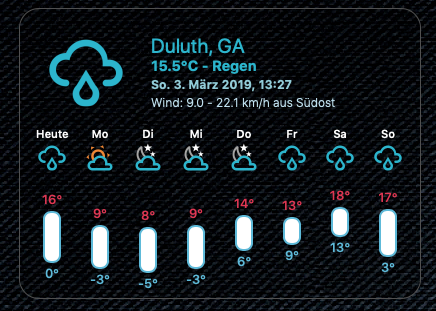 Duluth, GA
15.5°C - Regen
So. 3. März 2019, 13:27
Wind: 9.0 - 22.1 km/h aus Südost
Heute Mo Di Mi Do Fr Sa So
16° 9° 8° 9° 14° 13° 18° 17°
0° -3° -5° -3° 6° 9° 13° 3°